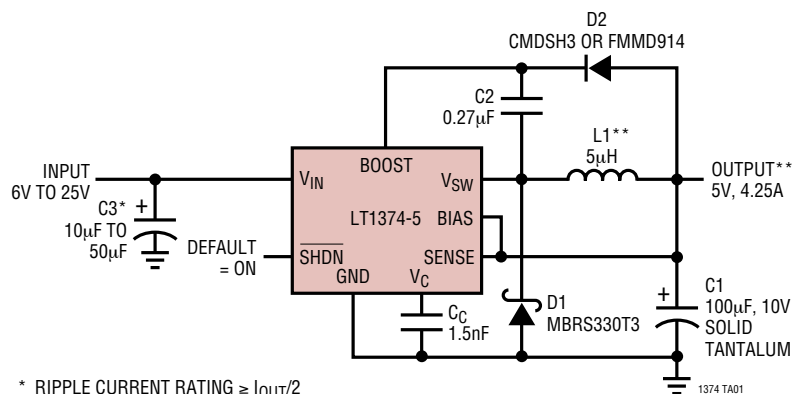 D2
CMDSH3 OR FMMD914
C2
0.27µF
L1**
5µH
INPUT
6V TO 25V
BOOST
VIN
VSW
OUTPUT**
5V, 4.25A
C3*
+
10µF TO
50µF
LT1374-5
BIAS
DEFAULT
= ON
SHDN
SENSE
GND
VC
CC
1.5nF
D1
MBRS330T3
+
C1
100µF, 10V
SOLID
TANTALUM
* RIPPLE CURRENT RATING ≥ IOUT/2
1374 TA01